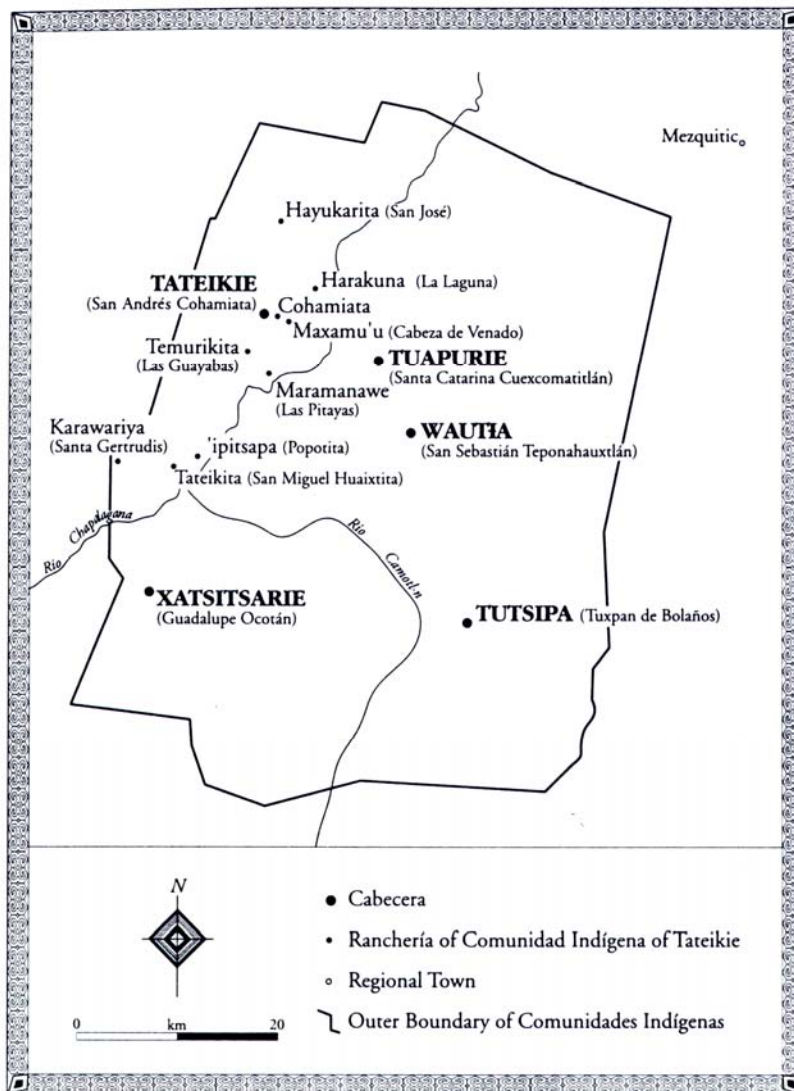 Mezquitic
Hayukarita (San José)
TATEIKIE
(San Andrés Cohamiata)
Harakuna (La Laguna)
Cohamiata
Maxamu'u (Cabeza de Venado)
Temurikita
(Las Guayabas)
TUAPURIE
(Santa Catarina Cuexcomatitlán)
Maramanawe
(Las Pitayas)
Karawariya
(Santa Gertrudis)
'ipitsapa (Popotita)
(San Sebastián Teponahauxtlán)
Tateikita (San Miguel Huaixtita)
Río Chapalagana
Río Camotl·n
XATSITSARIE
(Guadalupe Ocotán)
TUTSIPA (Tuxpan de Bolaños)
N
0 km 20
Cabecera
Ranchería of Comunidad Indígena of Tateikie
Regional Town
Outer Boundary of Comunidades Indígenas